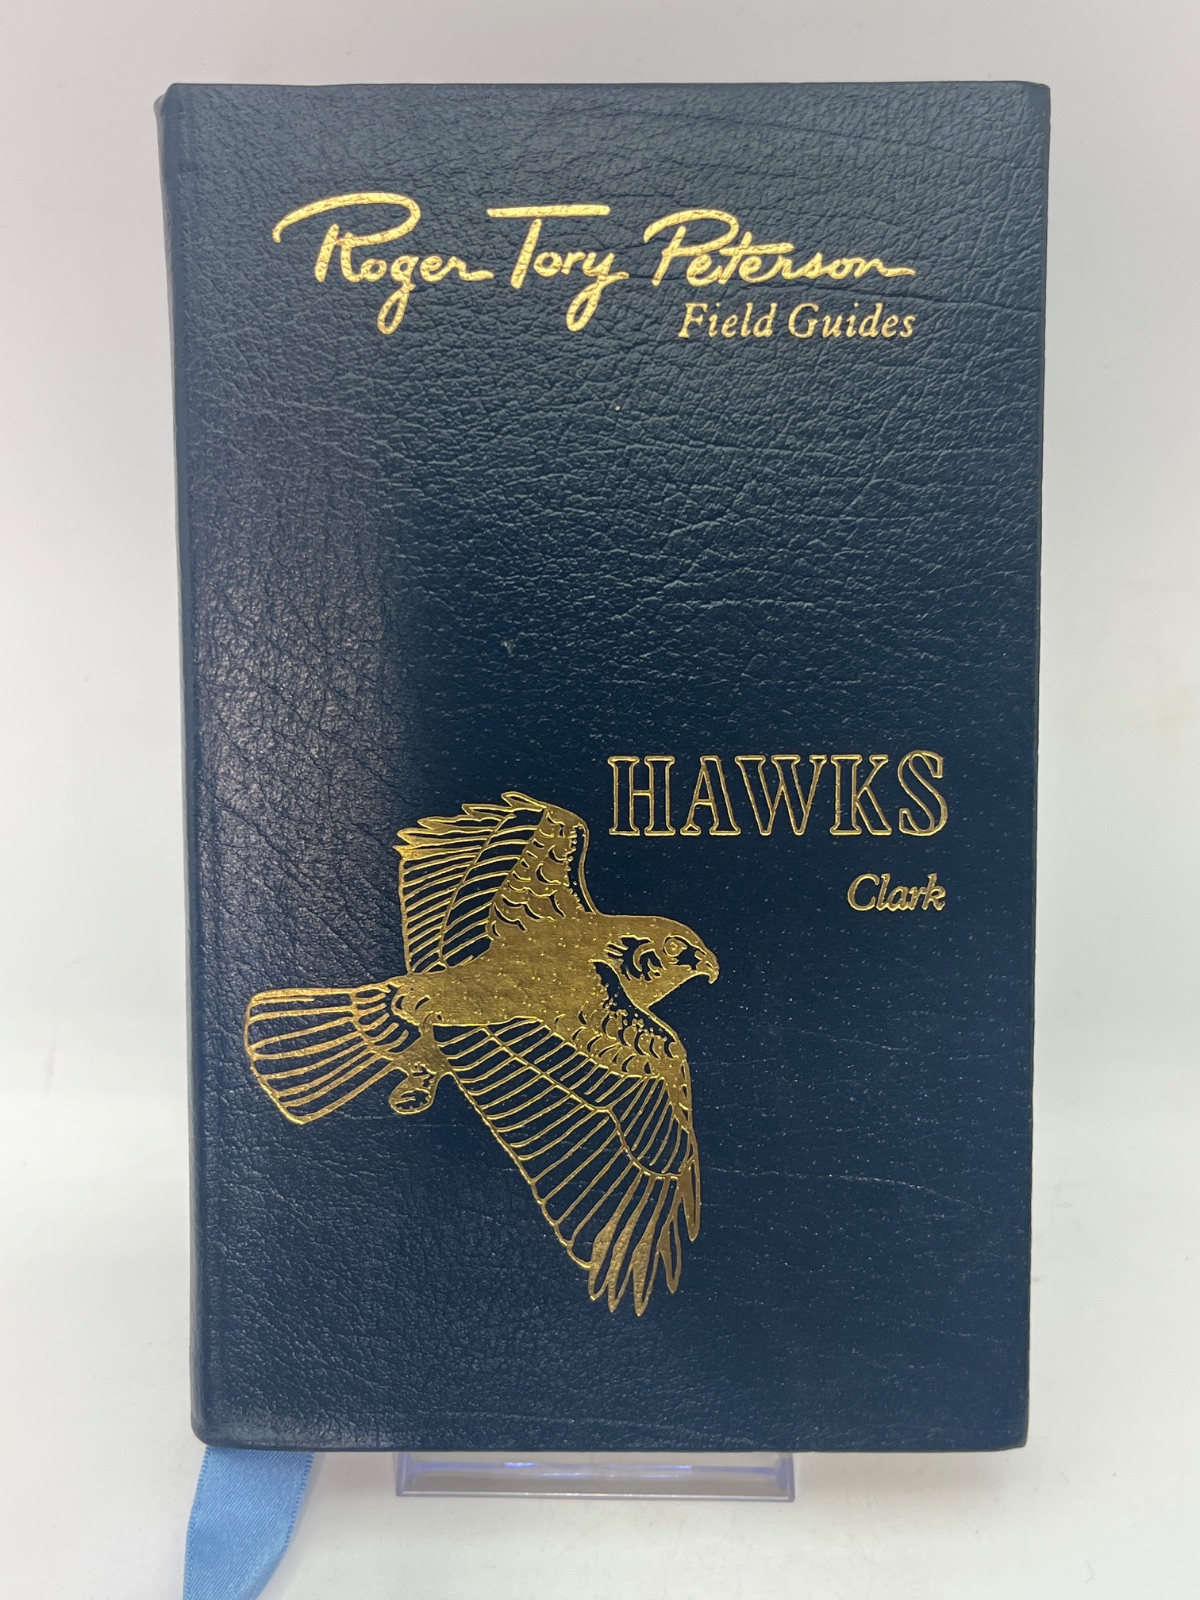 Roger Tory Peterson
Field Guides
HAWKS
Clark